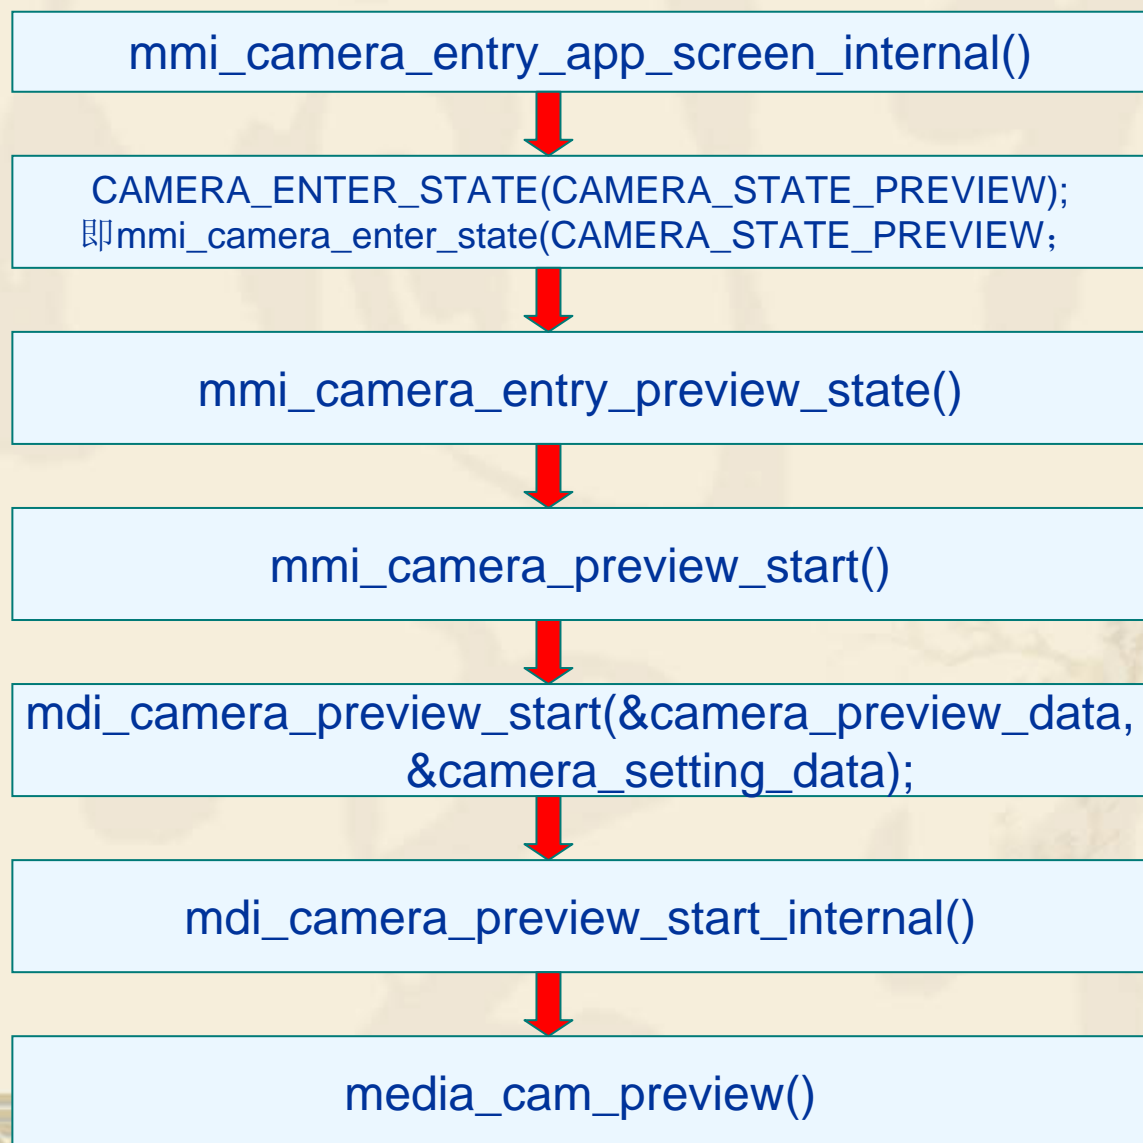 mmi_camera_entry_app_screen_internal()
CAMERA_ENTER_STATE(CAMERA_STATE_PREVIEW);
即mmi_camera_enter_state(CAMERA_STATE_PREVIEW；
mmi_camera_entry_preview_state()
mmi_camera_preview_start()
mdi_camera_preview_start(&camera_preview_data,
&camera_setting_data);
mdi_camera_preview_start_internal()
media_cam_preview()